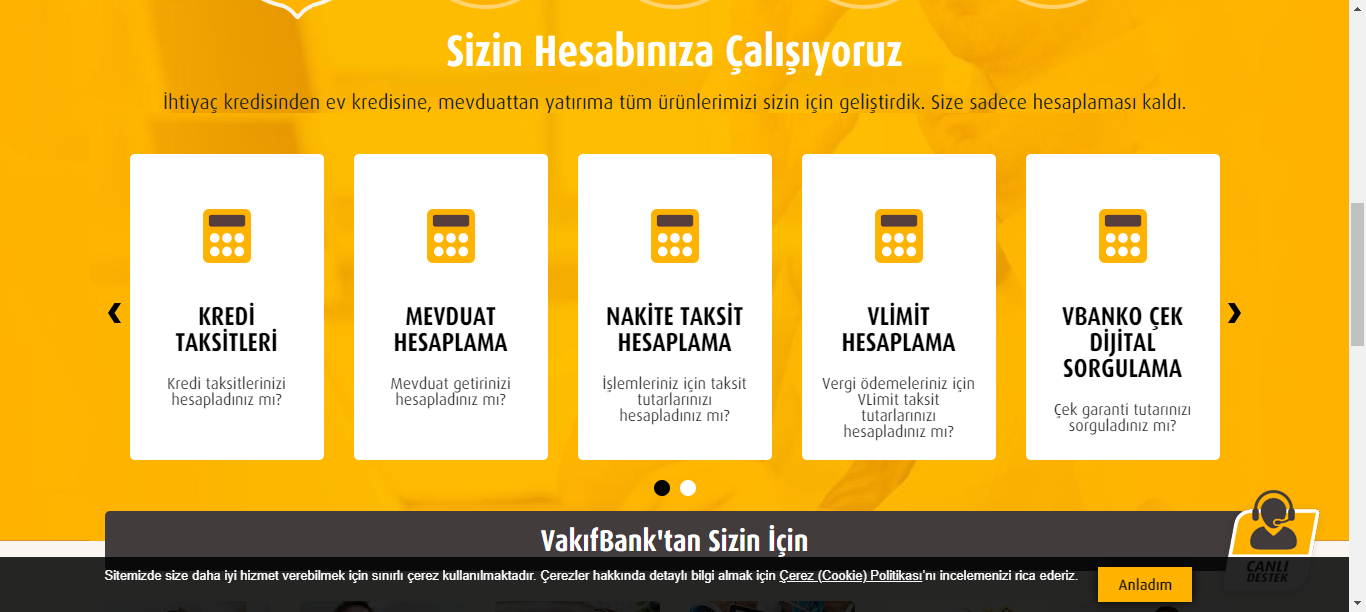 Sizin Hesabınıza Çalışıyoruz
İhtiyaç kredisinden ev kredisine, mevduattan yatırıma tüm ürünlerimizi sizin için geliştirdik. Size sadece hesaplaması kaldı.
KREDİ
TAKSİTLERİ
Kredi taksitlerinizi
hesapladınız mı?
MEVDUAT
HESAPLAMA
Mevduat getirinizi
hesapladınız mı?
NAKİTE TAKSİT
HESAPLAMA
İşlemleriniz için taksit
tutarlarınızı
hesapladınız mı?
VLİMİT
HESAPLAMA
Vergi ödemeleriniz için
VLimit taksit
tutarlarınızı
hesapladınız mı?
VBANKO ÇEK
DİJİTAL
SORGULAMA
Çek garanti tutarınızı
sorguladınız mı?
VakıfBank'tan Sizin İçin
Sitemizde size daha iyi hizmet verebilmek için sınırlı çerez kullanılmaktadır. Çerezler hakkında detaylı bilgi almak için Çerez (Cookie) Politikası'nı incelemenizi rica ederiz.
Anladım
CANLI
DESTEK